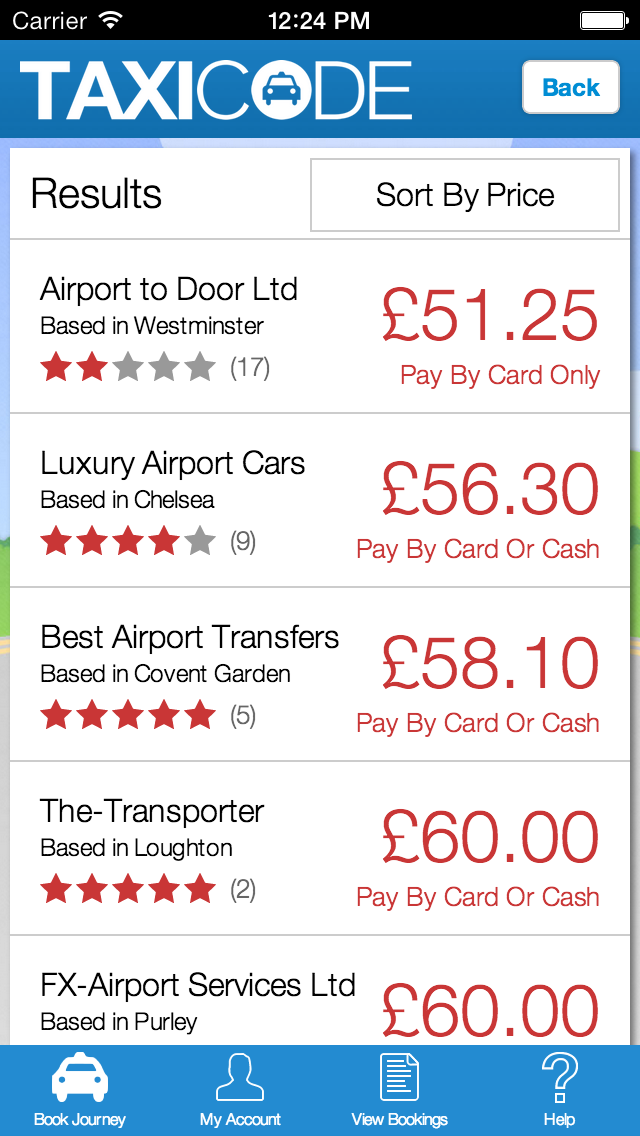 Carrier 12:24 PM
TAXICODE
Back
Results
Sort By Price
Airport to Door Ltd
Based in Westminster
(17)
£51.25
Pay By Card Only
Luxury Airport Cars
Based in Chelsea
(9)
£56.30
Pay By Card Or Cash
Best Airport Transfers
Based in Covent Garden
(5)
£58.10
Pay By Card Or Cash
The-Transporter
Based in Loughton
(2)
£60.00
Pay By Card Or Cash
FX-Airport Services Ltd
Based in Purley
£60.00
Book Journey
My Account
View Bookings
Help